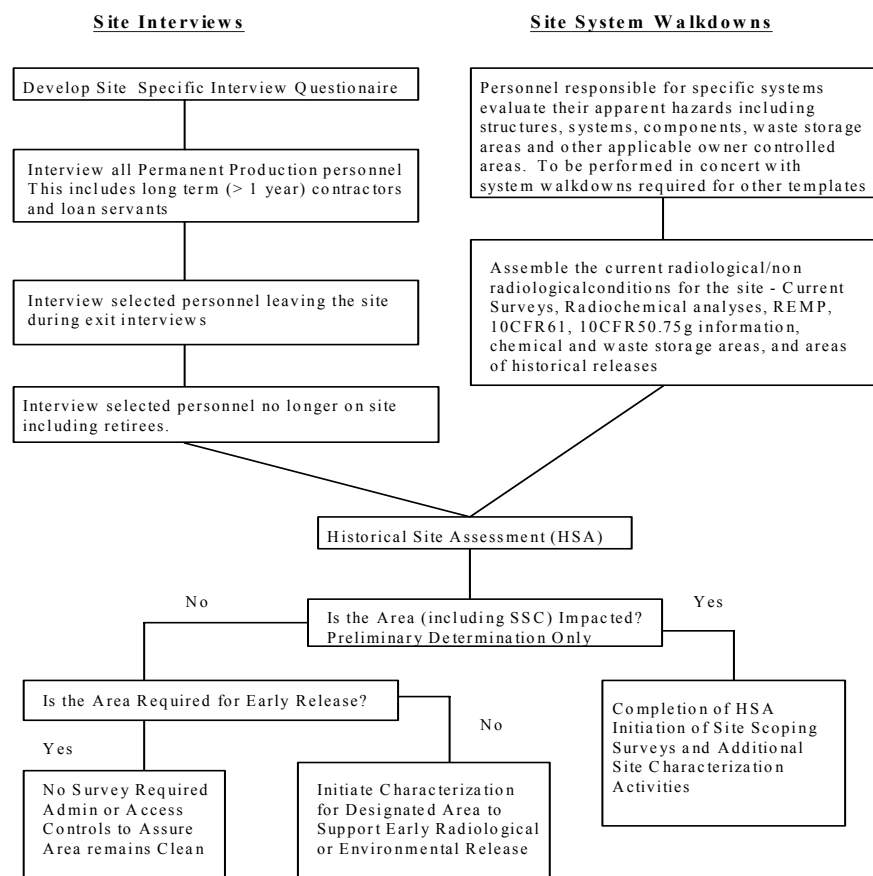 Site Interviews
Develop Site Specific Interview Questionaire
Interview all Permanent Production personnel
This includes long term (> 1 year) contractors
and loan servants
Interview selected personnel leaving the site
during exit interviews
Interview selected personnel no longer on site
including retirees.
Site System Walkdowns
Personnel responsible for specific systems
evaluate their apparent hazards including
structures, systems, components, waste storage
areas and other applicable owner controlled
areas. To be performed in concert with
system walkdowns required for other templates
Assemble the current radiological/non
radiologicalconditions for the site - Current
Surveys, Radiochemical analyses, REMP,
10CFR61, 10CFR50.75g information,
chemical and waste storage areas, and areas
of historical releases
Historical Site Assessment (HSA)
No
Is the Area (including SSC) Impacted?
Preliminary Determination Only
Yes
Is the Area Required for Early Release?
Yes
No
No Survey Required
Admin or Access
Controls to Assure
Area remains Clean
Initiate Characterization
for Designated Area to
Support Early Radiological
or Environmental Release
Completion of HSA
Initiation of Site Scoping
Surveys and Additional
Site Characterization
Activities